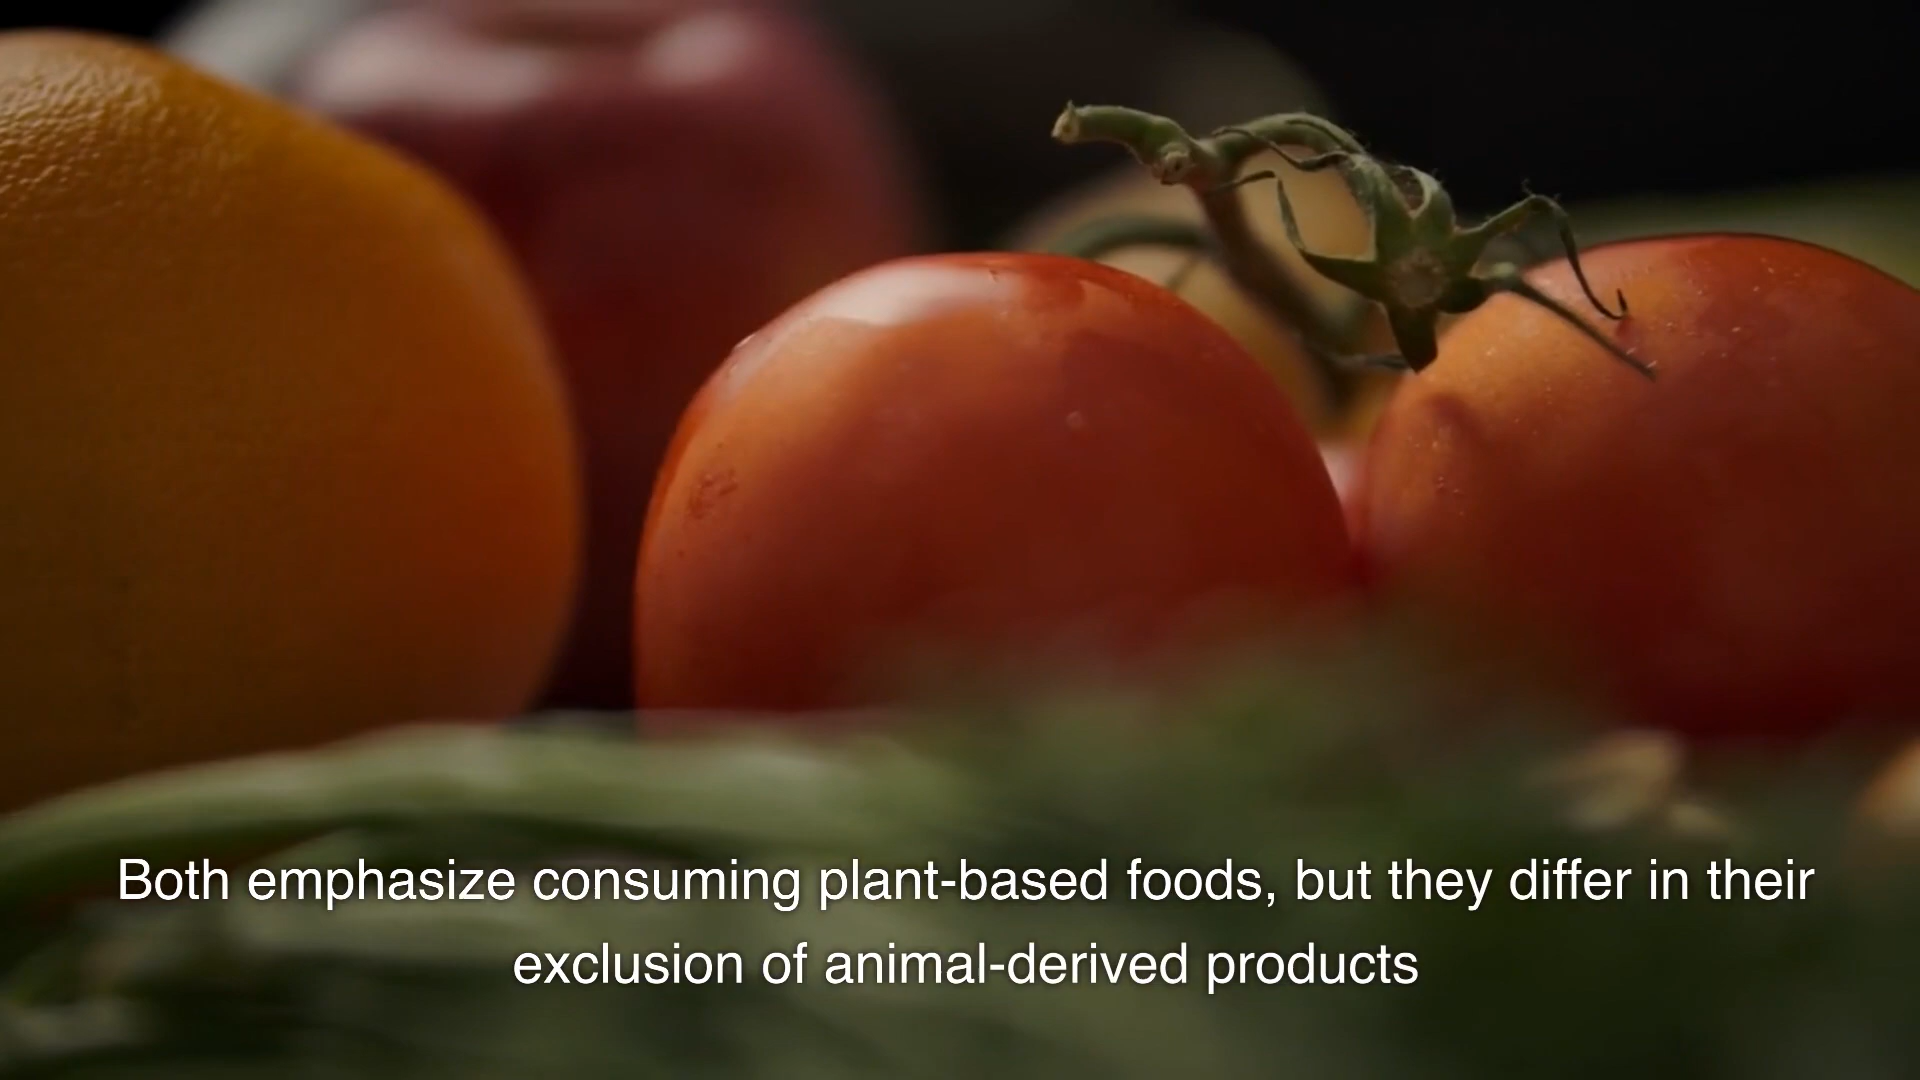 Both emphasize consuming plant-based foods, but they differ in their
exclusion of animal-derived products